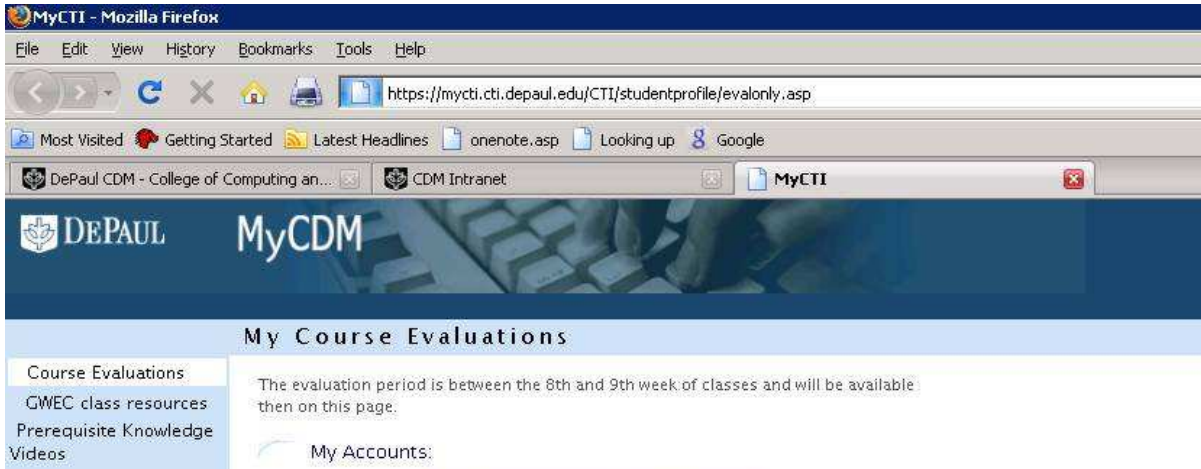 MyCTI - Mozilla Firefox
File Edit View History Bookmarks Tools Help
https://mycti.cti.depaul.edu/CTI/studentprofile/evalonly.asp
Most Visited Getting Started Latest Headlines onenote.asp Looking up Google
DePaul CDM - College of Computing an... CDM Intranet MyCTI
DEPAUL MyCDM
My Course Evaluations
Course Evaluations
GWEC class resources
Prerequisite Knowledge
Videos
The evaluation period is between the 8th and 9th week of classes and will be available
then on this page.
My Accounts: